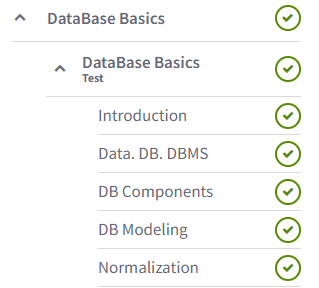 DataBase Basics
DataBase Basics
Test
Introduction
Data. DB. DBMS
DB Components
DB Modeling
Normalization